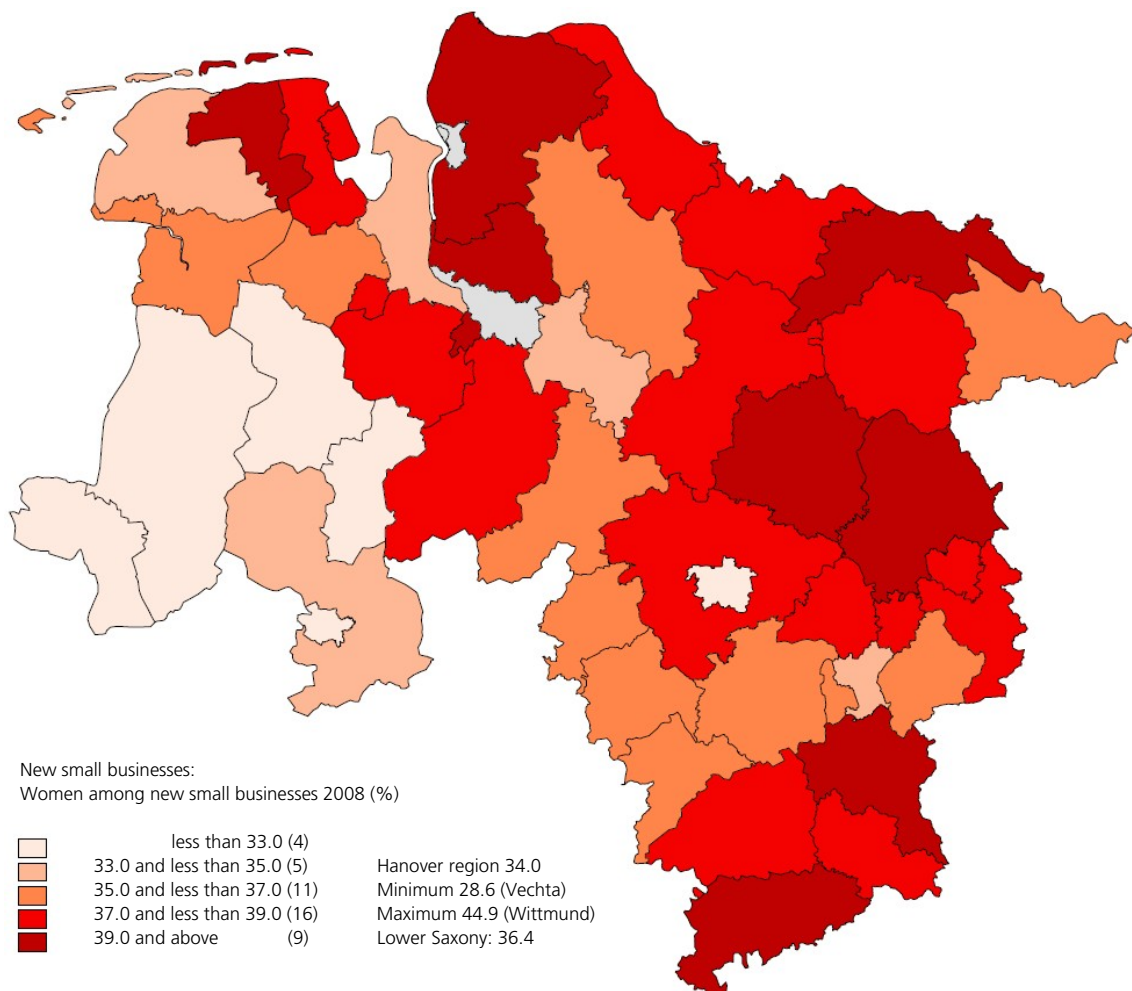 New small businesses:
Women among new small businesses 2008 (%)
less than 33.0 (4)
33.0 and less than 35.0 (5) Hanover region 34.0
35.0 and less than 37.0 (11) Minimum 28.6 (Vechta)
37.0 and less than 39.0 (16) Maximum 44.9 (Wittmund)
39.0 and above (9) Lower Saxony: 36.4